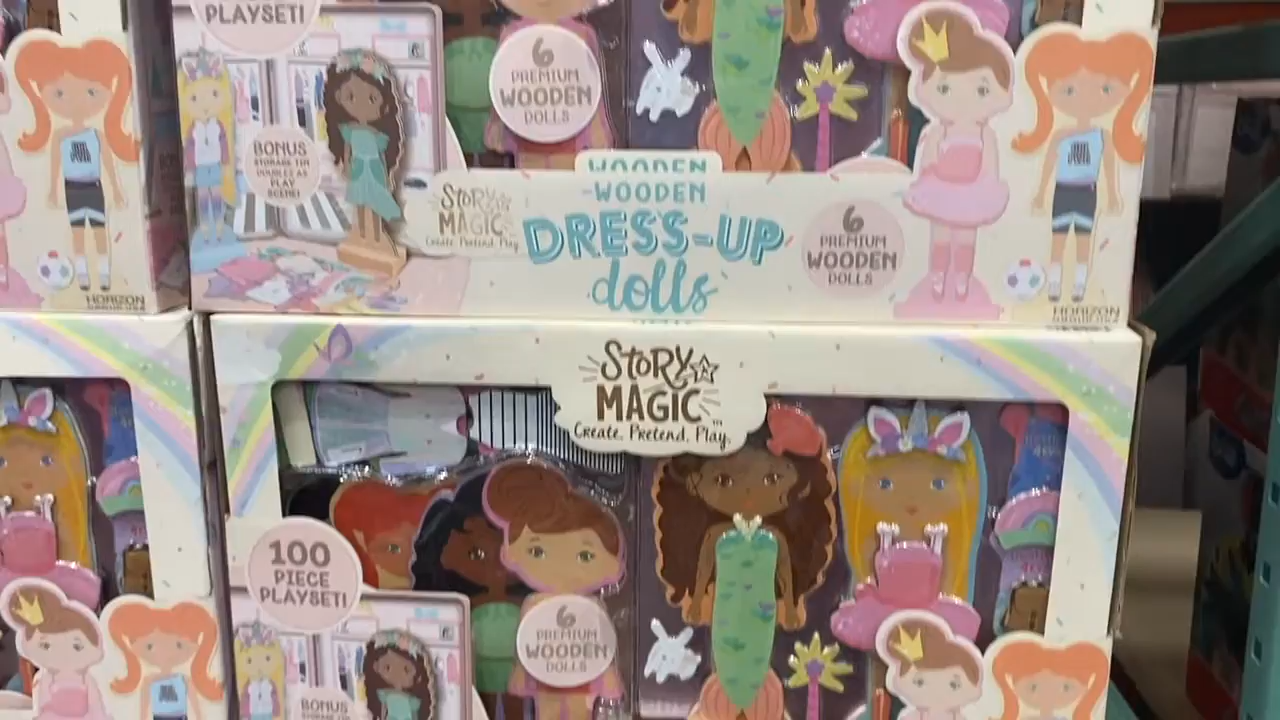 PLAYSET!
6
PREMIUM
WOODEN
DOLLS
BONUS
STORAGE TIN
DOUBLES AS
PLAY
SCENE!
WOODEN
STORY
MAGIC
Create. Pretend. Play.
WOODEN
DRESS-UP
dolls
6
PREMIUM
WOODEN
DOLLS
HORIZON
HORIZON
STORY
MAGIC™
Create. Pretend. Play.
100
PIECE
PLAYSET!
6
PREMIUM
WOODEN
DOLLS
BONUS